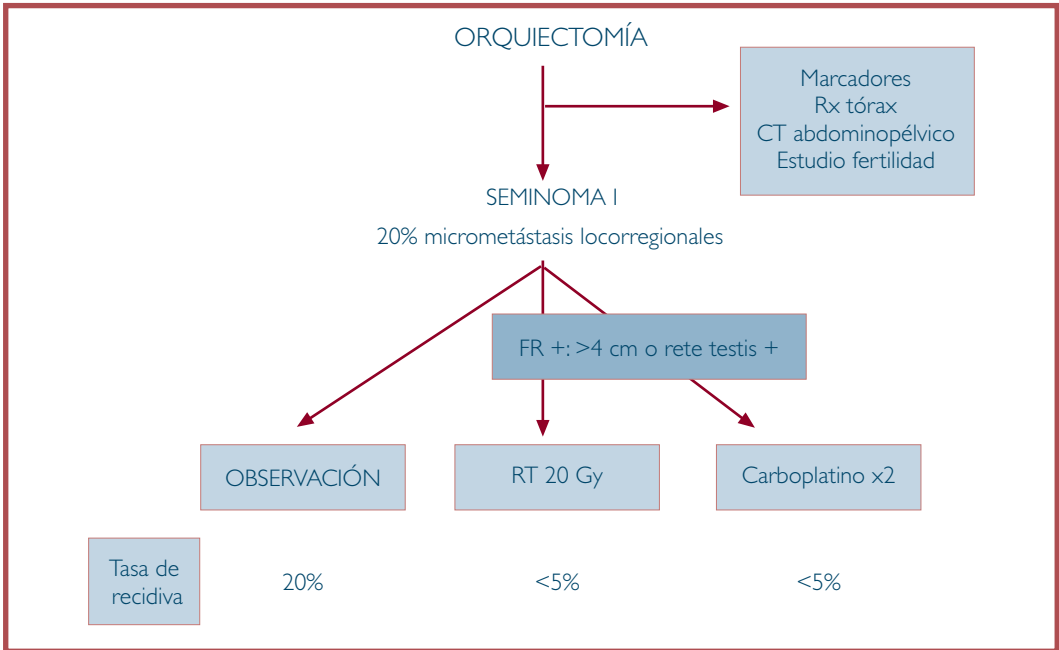 ORQUIECTOMÍA
Marcadores
Rx tórax
CT abdominopélvico
Estudio fertilidad
SEMINOMA I
20% micrometástasis locorregionales
FR +: >4 cm o rete testis +
OBSERVACIÓN
RT 20 Gy
Carboplatino x2
Tasa de
recidiva
20%
<5%
<5%